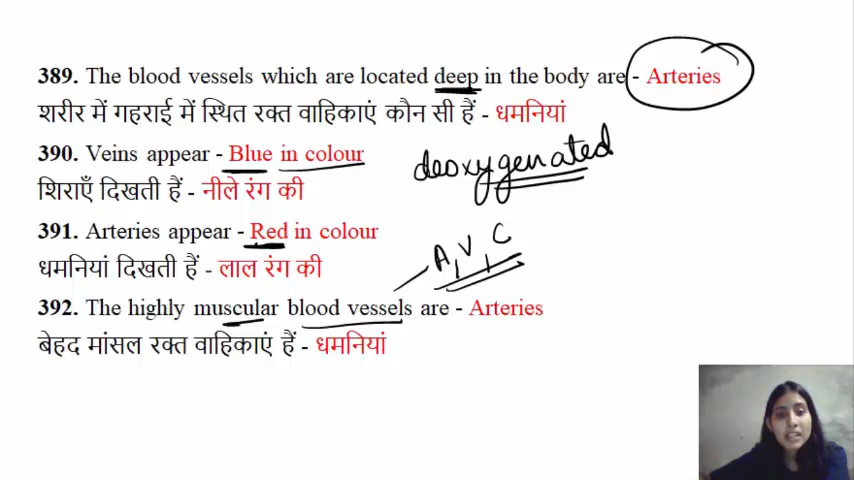 389. The blood vessels which are located deep in the body are - Arteries
शरीर में गहराई में स्थित रक्त वाहिकाएं कौन सी हैं - धमनियां
390. Veins appear - Blue in colour
deoxygenated
शिराएँ दिखती हैं - नीले रंग की
391. Arteries appear - Red in colour
A, V, C
धमनियां दिखती हैं - लाल रंग की
392. The highly muscular blood vessels are - Arteries
बेहद मांसल रक्त वाहिकाएं हैं - धमनियां